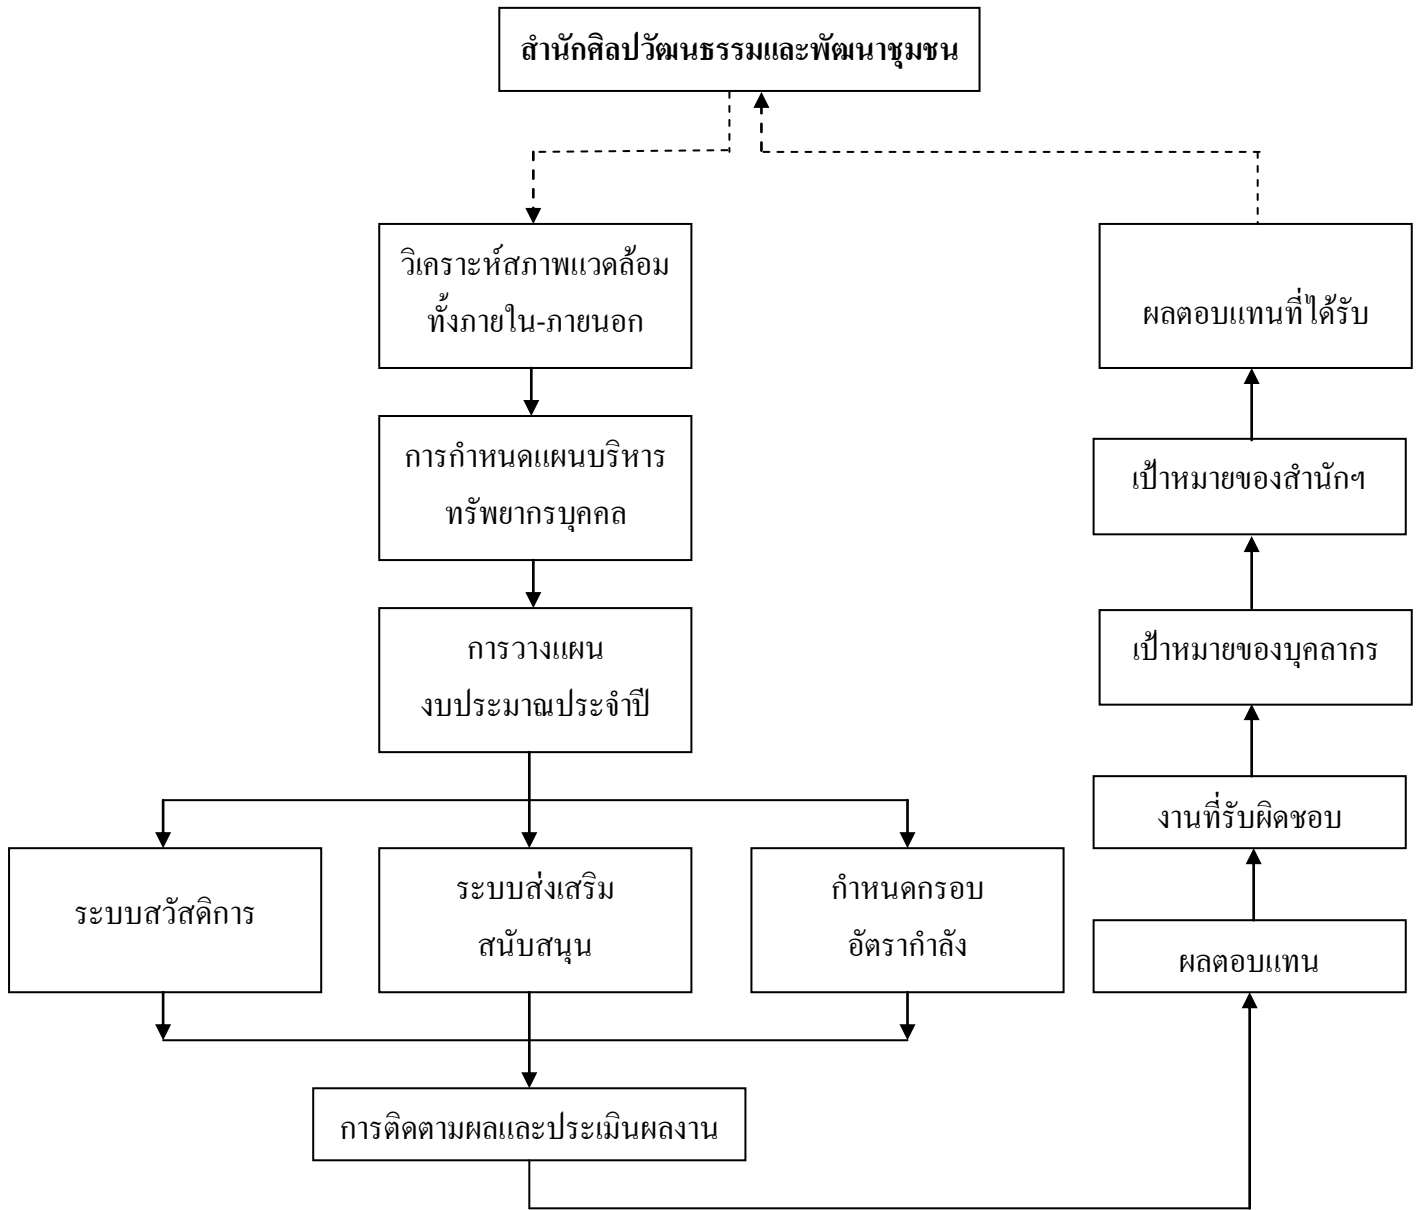 สำนักศิลปวัฒนธรรมและพัฒนาชุมชน
วิเคราะห์สภาพแวดล้อม
ทั้งภายใน-ภายนอก
การกำหนดแผนบริหาร
ทรัพยากรบุคคล
การวางแผน
งบประมาณประจำปี
ระบบสวัสดิการ
ระบบส่งเสริม
สนับสนุน
กำหนดกรอบ
อัตรากำลัง
การติดตามผลและประเมินผลงาน
ผลตอบแทน
งานที่รับผิดชอบ
เป้าหมายของบุคลากร
เป้าหมายของสำนักฯ
ผลตอบแทนที่ได้รับ